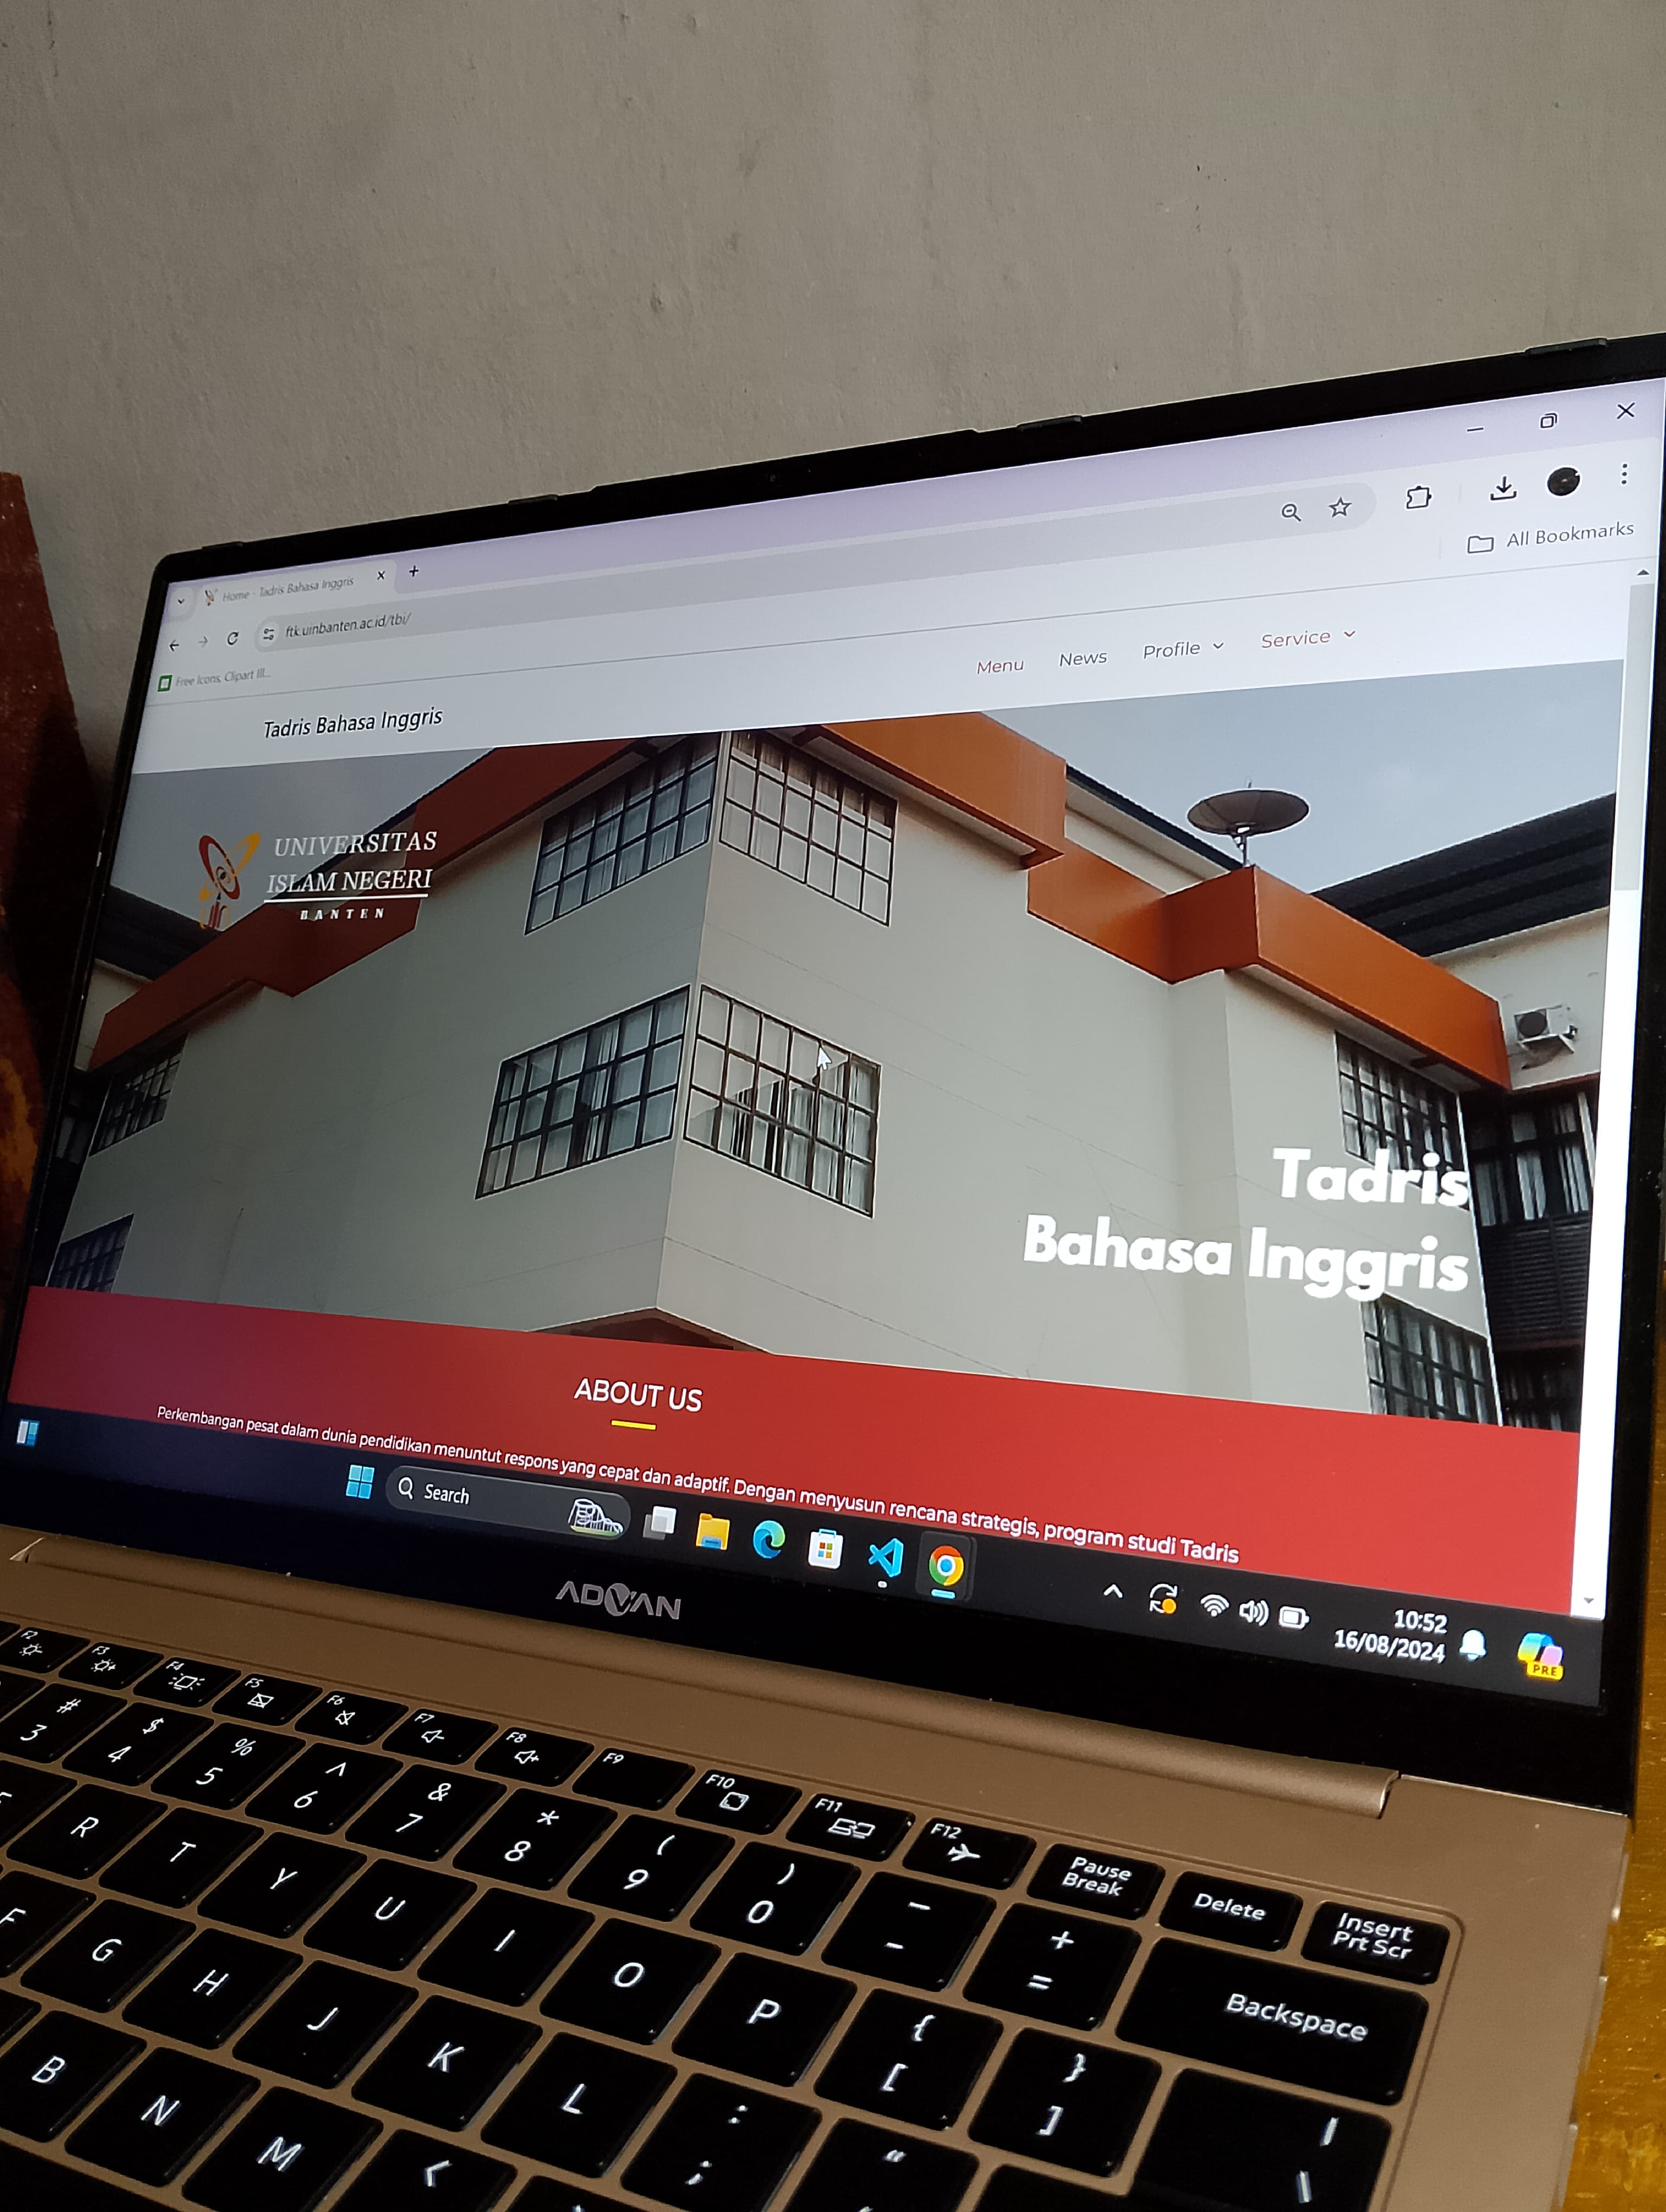 Home - Tadris Bahasa Inggris
ftk.uinbanten.ac.id/tbi/
All Bookmarks
Free Icons, Clipart Ill...
Tadris Bahasa Inggris
Menu News Profile Service
UNIVERSITAS
ISLAM NEGERI
BANTEN
Tadris
Bahasa Inggris
ABOUT US
Perkembangan pesat dalam dunia pendidikan menuntut respons yang cepat dan adaptif. Dengan menyusun rencana strategis, program studi Tadris
Search
10:52
16/08/2024
PRE
ADVAN
F2 F3 F4 F5 F6 F7 F8 F9 F10 F11 F12 Pause Break Delete Insert Prt Scr
# 3 $ 4 % 5 ^ 6 & 7 * 8 ( 9 ) 0 _ - + = Backspace
R T Y U I O P { [ } ] | \
F G H J K L : ; "
B N M <